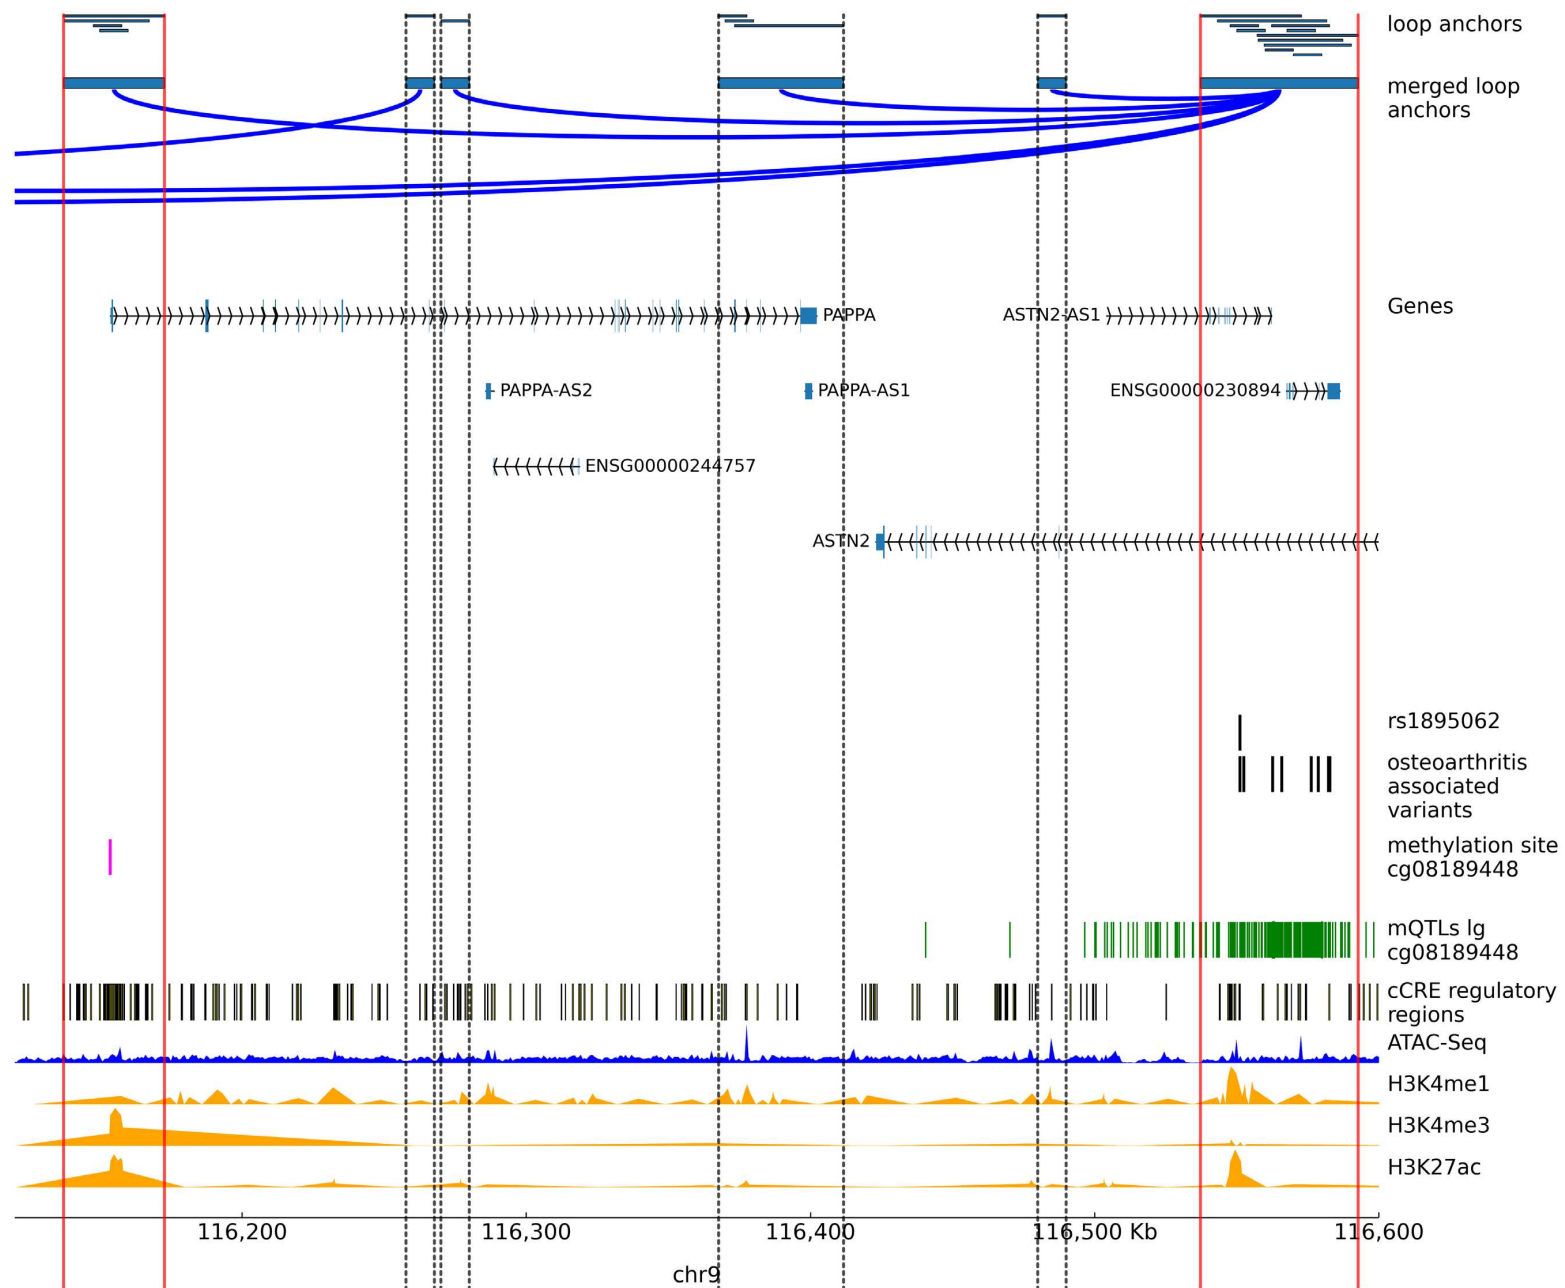 loop anchors
merged loop
anchors
Genes
PAPPA
ASTN2-AS1
PAPPA-AS2
PAPPA-AS1
ENSG00000230894
ENSG00000244757
ASTN2
rs1895062
osteoarthritis
associated
variants
methylation site
cg08189448
mQTLs lg
cg08189448
cCRE regulatory
regions
ATAC-Seq
H3K4me1
H3K4me3
H3K27ac
116,200 116,300 116,400 116,500 Kb 116,600
chr9